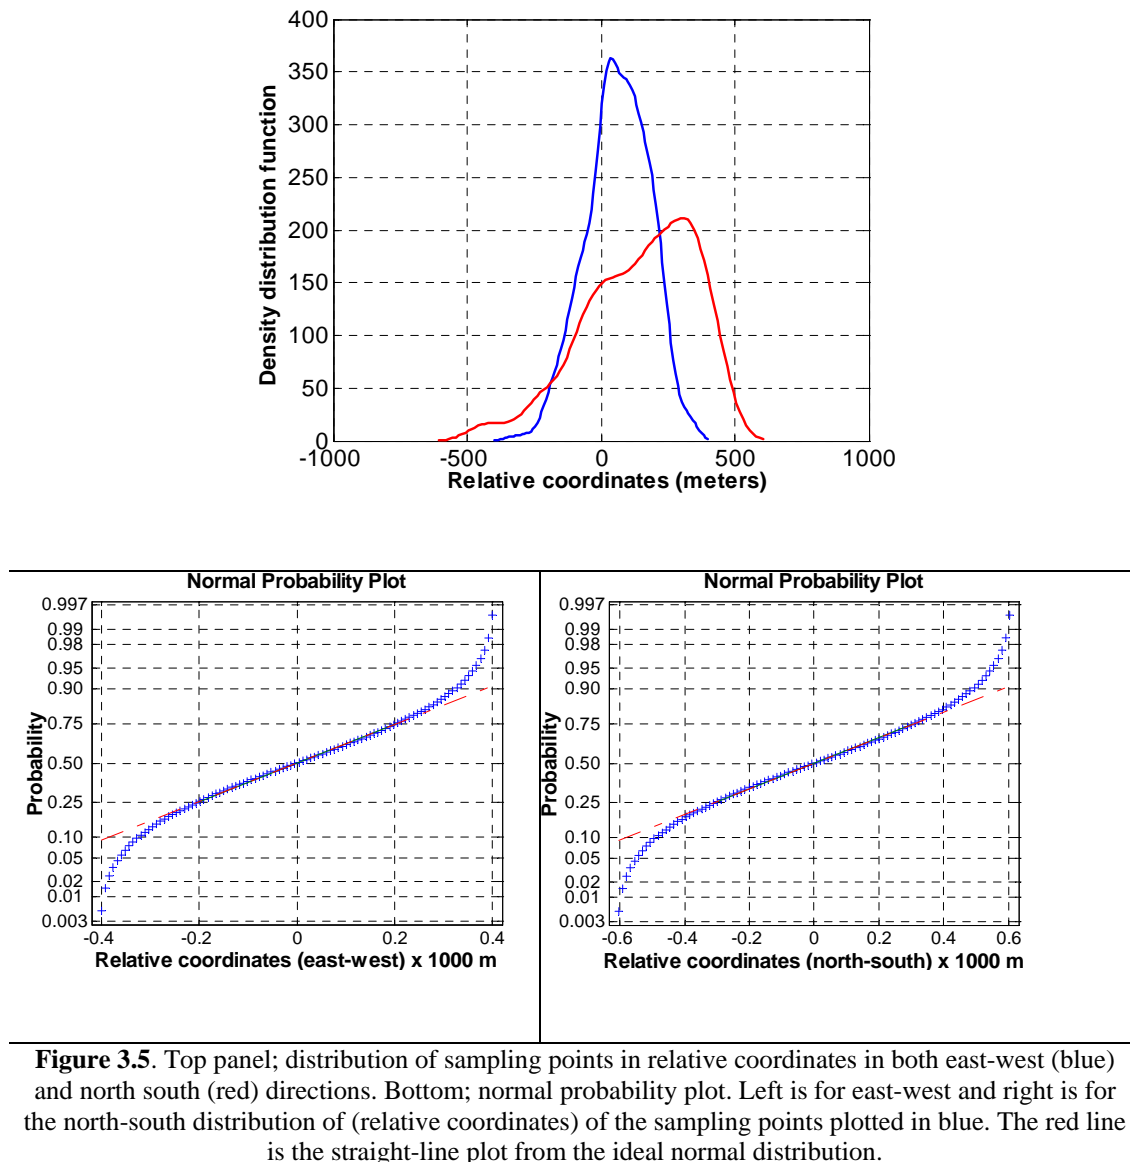 400
350
300
250
200
150
100
50
0
Density distribution function
-1000 -500 0 500 1000
Relative coordinates (meters)
Normal Probability Plot
0.997
0.99
0.98
0.95
0.90
0.75
0.50
0.25
0.10
0.05
0.02
0.01
0.003
Probability
-0.4 -0.2 0 0.2 0.4
Relative coordinates (east-west) x 1000 m
Normal Probability Plot
0.997
0.99
0.98
0.95
0.90
0.75
0.50
0.25
0.10
0.05
0.02
0.01
0.003
Probability
-0.6 -0.4 -0.2 0 0.2 0.4 0.6
Relative coordinates (north-south) x 1000 m
Figure 3.5. Top panel; distribution of sampling points in relative coordinates in both east-west (blue)
and north south (red) directions. Bottom; normal probability plot. Left is for east-west and right is for
the north-south distribution of (relative coordinates) of the sampling points plotted in blue. The red line
is the straight-line plot from the ideal normal distribution.